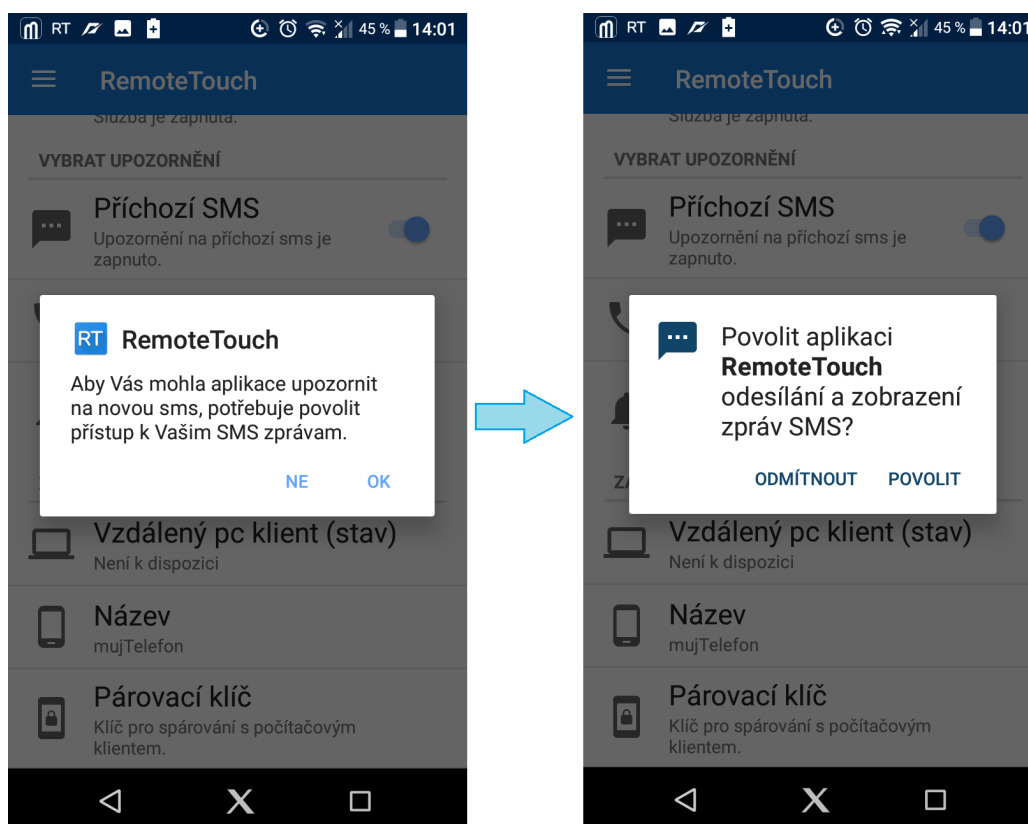 RT 45 % 14:01
RemoteTouch
Služba je zapnuta.
VYBRAT UPOZORNĚNÍ
Příchozí SMS
Upozornění na příchozí sms je
zapnuto.
RT RemoteTouch
Aby Vás mohla aplikace upozornit
na novou sms, potřebuje povolit
přístup k Vašim SMS zprávam.
NE OK
Vzdálený pc klient (stav)
Není k dispozici
Název
mujTelefon
Párovací klíč
Klíč pro spárování s počítačovým
klientem.
RT 45 % 14:01
RemoteTouch
Služba je zapnuta.
VYBRAT UPOZORNĚNÍ
Příchozí SMS
Upozornění na příchozí sms je
zapnuto.
Povolit aplikaci
RemoteTouch
odesílání a zobrazení
zpráv SMS?
ODMÍTNOUT POVOLIT
Vzdálený pc klient (stav)
Není k dispozici
Název
mujTelefon
Párovací klíč
Klíč pro spárování s počítačovým
klientem.